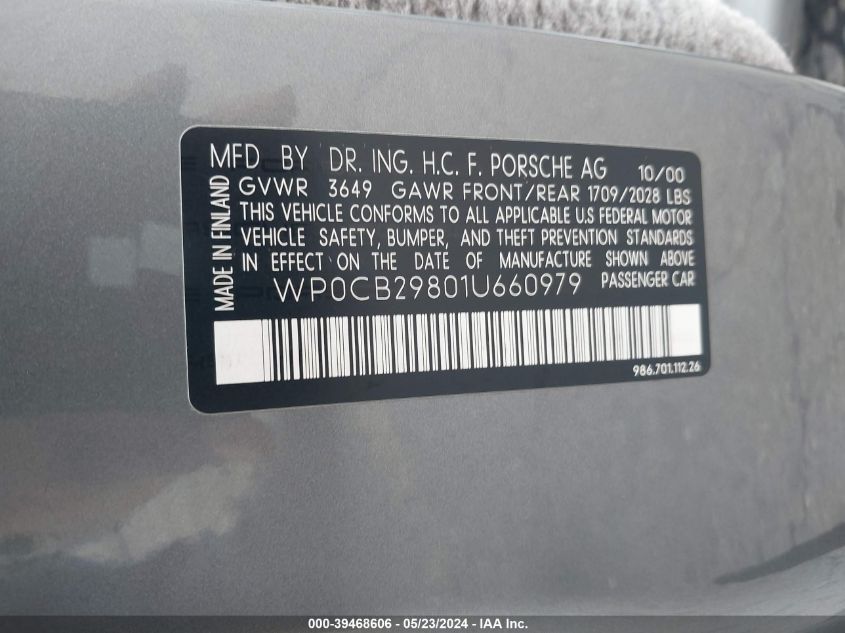 MFD BY DR. ING. H.C. F. PORSCHE AG 10/00
GVWR 3649 GAWR FRONT/REAR 1709/2028 LBS
THIS VEHICLE CONFORMS TO ALL APPLICABLE U.S FEDERAL MOTOR
VEHICLE SAFETY, BUMPER, AND THEFT PREVENTION STANDARDS
IN EFFECT ON THE DATE OF MANUFACTURE SHOWN ABOVE
WP0CB29801U660979 PASSENGER CAR
MADE IN FINLAND
986.701.112.26
000-39468606 - 05/23/2024 - IAA Inc.